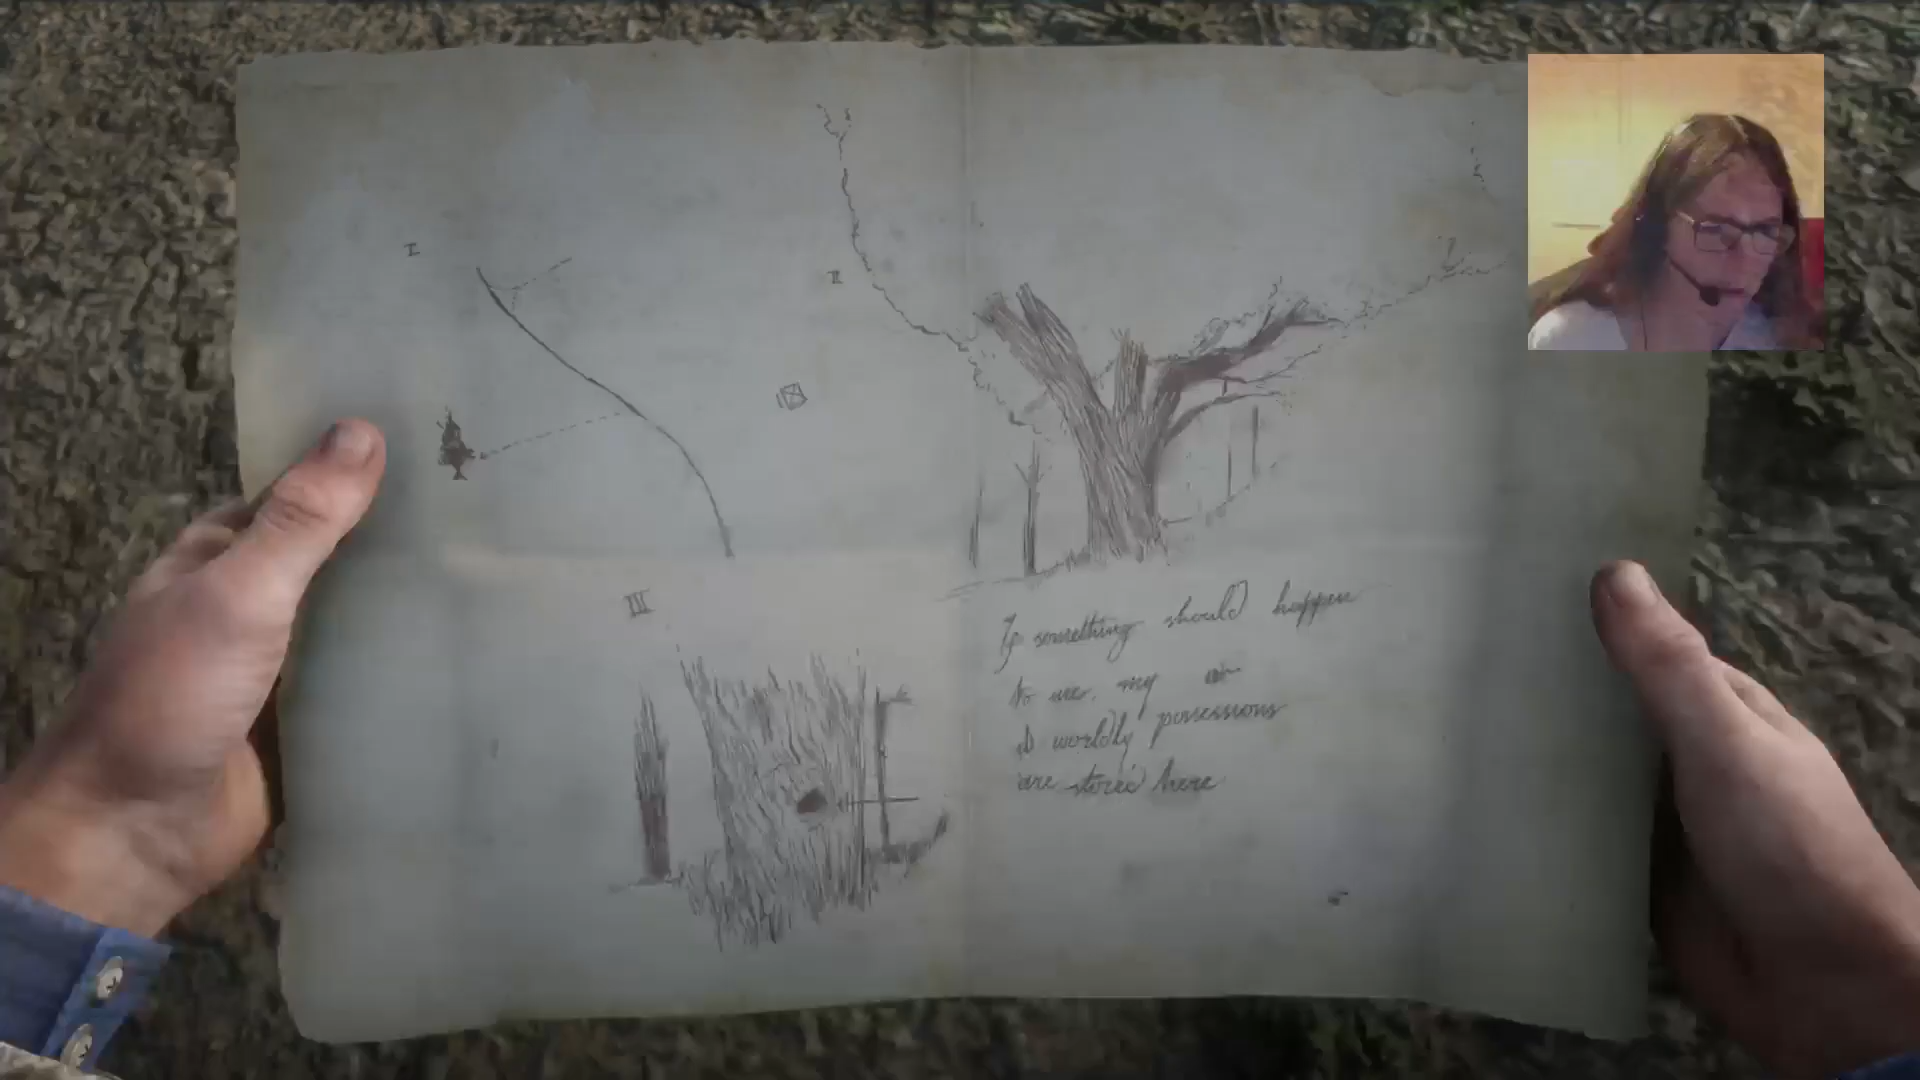 I
II
III
If something should happen
to me, my
worldly possessions
are stored here